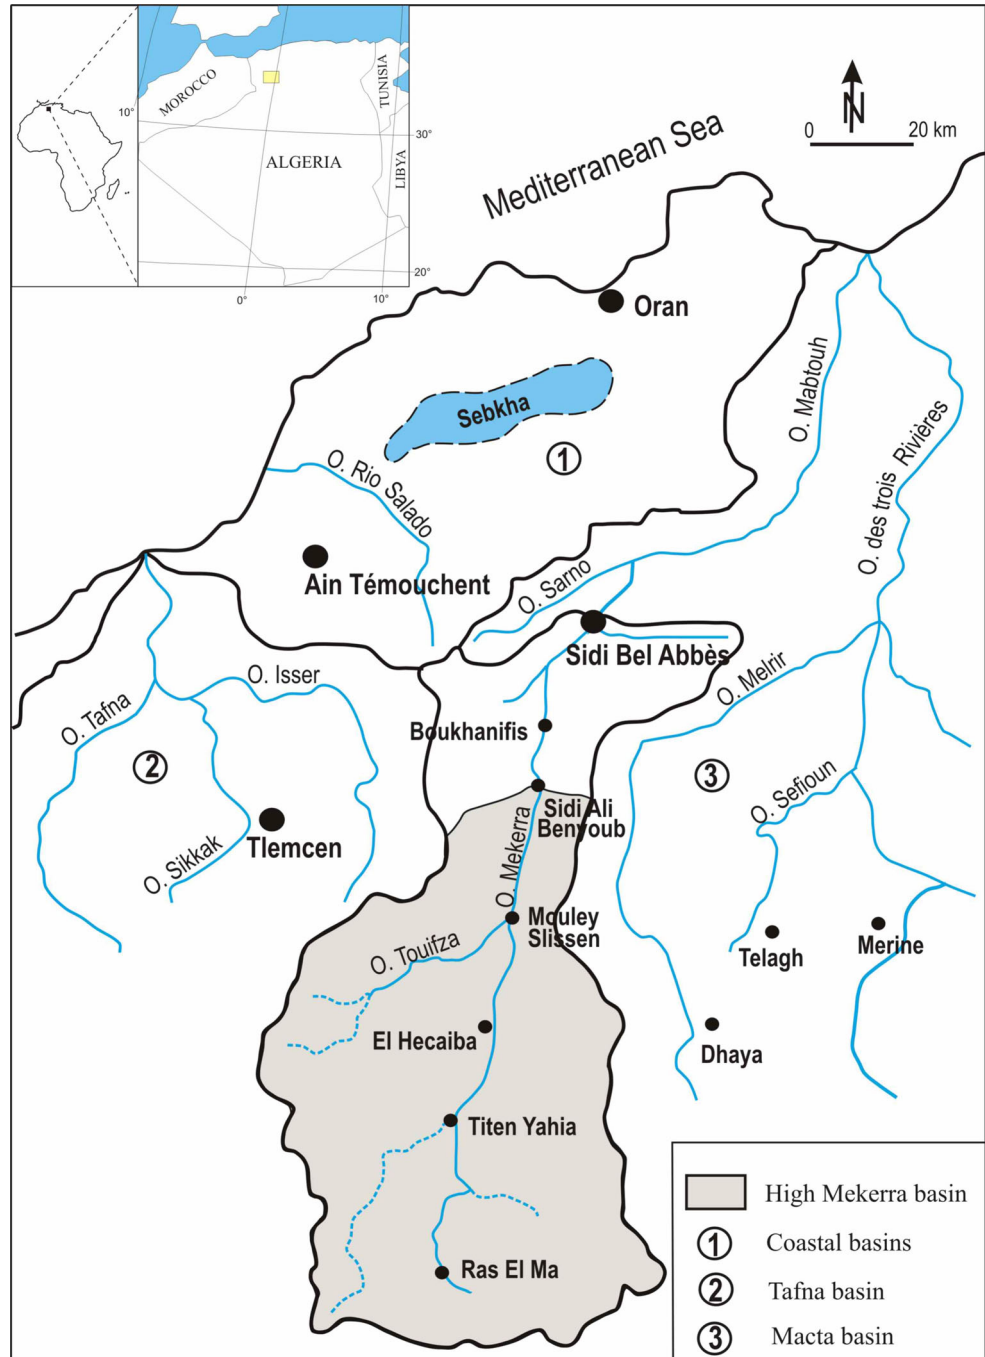 MOROCCO
TUNISIA
ALGERIA
LIBYA
10°
30°
20°
0°
10°
N
0 20 km
Mediterranean Sea
Oran
Sebkha
1
O. Mabtouh
O. des trois Rivières
O. Rio Salado
Ain Témouchent
O. Sarno
Sidi Bel Abbès
O. Isser
O. Tafna
O. Melrir
Boukhanifis
2
3
O. Sefioun
Sidi Ali
Benyoub
Tlemcen
O. Sikkak
O. Mekerra
Mouley
Slissen
O. Touifza
Telagh
Merine
El Hecaiba
Dhaya
Titen Yahia
Ras El Ma
High Mekerra basin
1 Coastal basins
2 Tafna basin
3 Macta basin